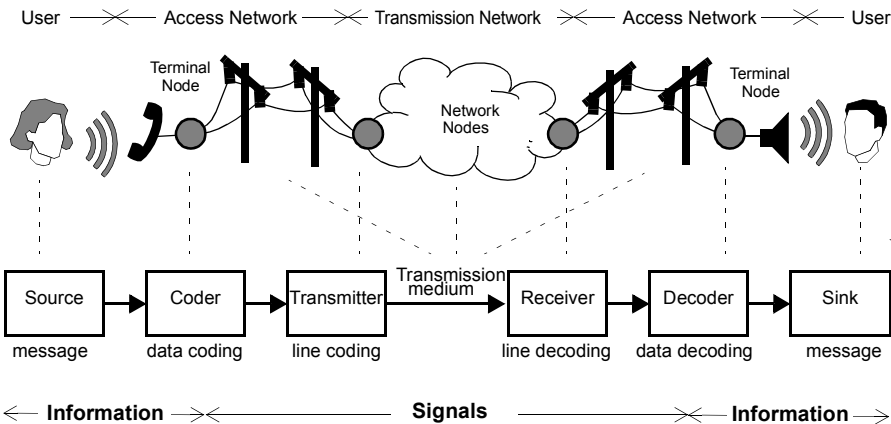 User Access Network Transmission Network Access Network User
Terminal
Node
Network
Nodes
Terminal
Node
Source
Coder
Transmitter
Transmission
medium
Receiver
Decoder
Sink
message
data coding
line coding
line decoding
data decoding
message
Information Signals Information